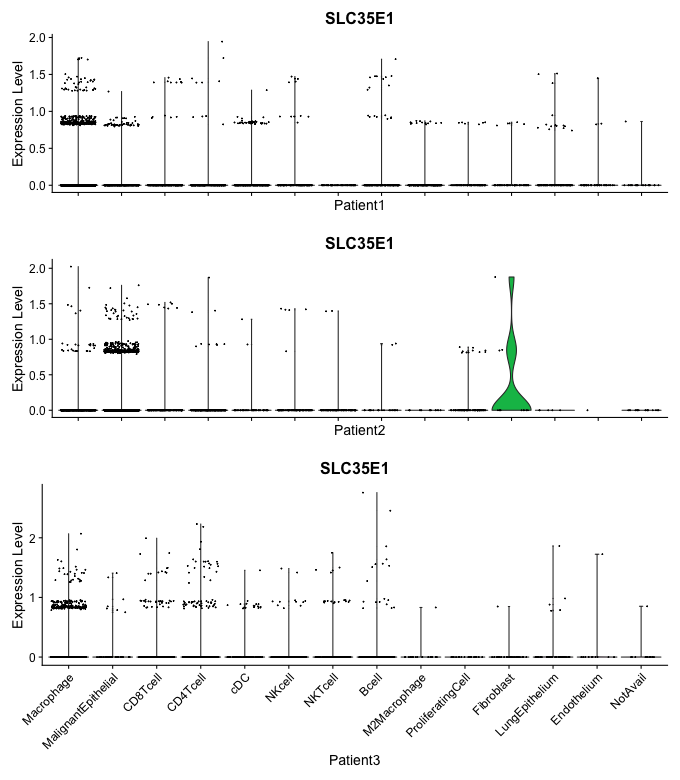 SLC35E1
Expression Level
2.0
1.5
1.0
0.5
0.0
Patient1
SLC35E1
Expression Level
2.0
1.5
1.0
0.5
0.0
Patient2
SLC35E1
Expression Level
2
1
0
Macrophage
MalignantEpithelial
CD8Tcell
CD4Tcell
cDC
NKcell
NKTcell
Bcell
M2Macrophage
ProliferatingCell
Fibroblast
LungEpithelium
Endothelium
NotAvail
Patient3